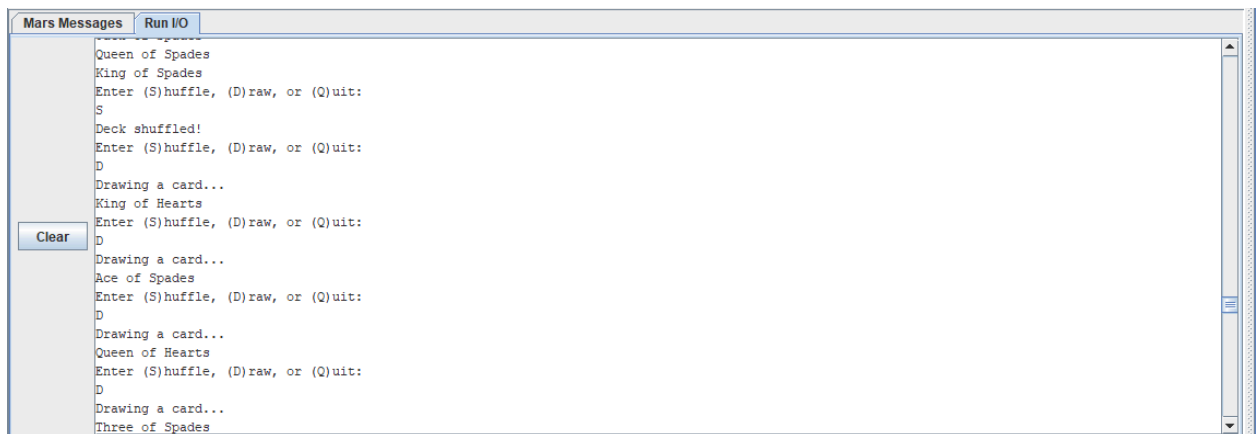 Mars Messages Run I/O
Queen of Spades
King of Spades
Enter (S)huffle, (D)raw, or (Q)uit:
S
Deck shuffled!
Enter (S)huffle, (D)raw, or (Q)uit:
D
Drawing a card...
King of Hearts
Enter (S)huffle, (D)raw, or (Q)uit:
Clear
D
Drawing a card...
Ace of Spades
Enter (S)huffle, (D)raw, or (Q)uit:
D
Drawing a card...
Queen of Hearts
Enter (S)huffle, (D)raw, or (Q)uit:
D
Drawing a card...
Three of Spades